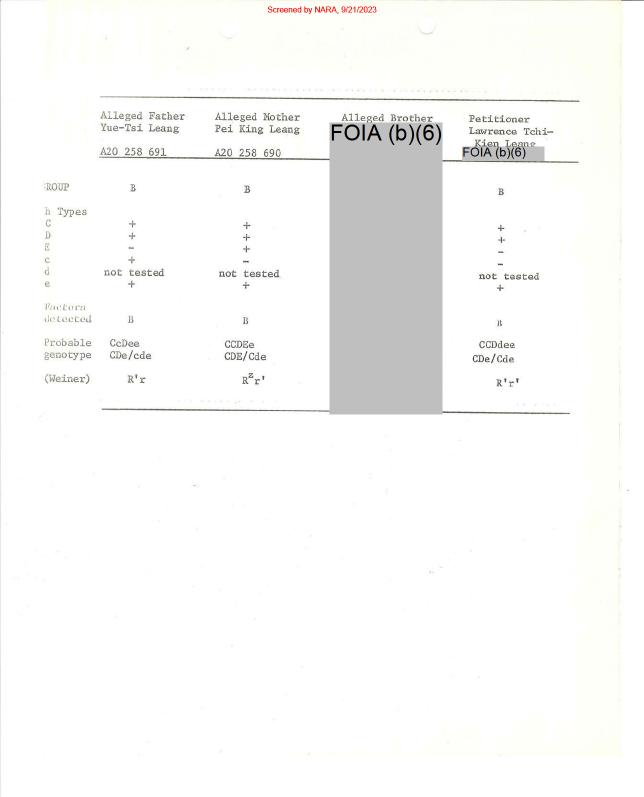 Screened by NARA, 9/21/2023
Alleged Father Alleged Mother Alleged Brother Petitioner
Yue-Tsi Leang Pei King Leang FOIA (b)(6) Lawrence Tchi-
Kien Leang
A20 258 691 A20 258 690 FOIA (b)(6)
ROUP B B B
h Types
C + + +
D + + +
E - + -
c + - -
d not tested not tested not tested
e + + +
Factors
detected B B B
Probable CcDee CCDEe CCDdee
genotype CDe/cde CDE/Cde CDe/Cde
(Weiner) R'r Rᶻr' R'r'